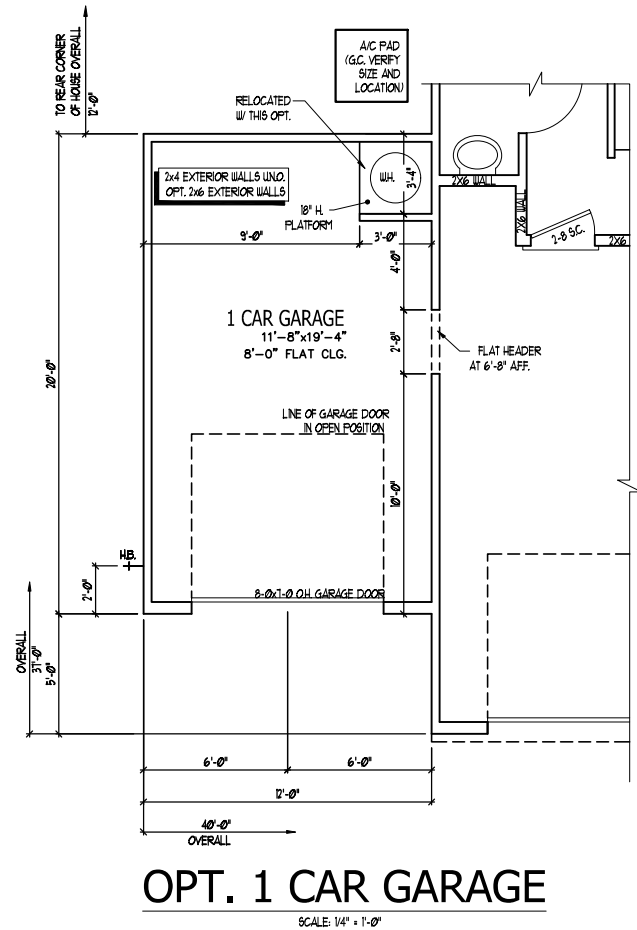 A/C PAD
(G.C. VERIFY
SIZE AND
LOCATION)
TO REAR CORNER
OF HOUSE OVERALL
12'-0"
RELOCATED
W/ THIS OPT.
2x4 EXTERIOR WALLS U.N.O.
OPT. 2x6 EXTERIOR WALLS
W.H.
3'-4"
18" H.
PLATFORM
2X6 WALL
2X6 WALL
2-8 S.C.
2X6
9'-0"
3'-0"
4'-0"
1 CAR GARAGE
11'-8"x19'-4"
8'-0" FLAT CLG.
2'-8"
FLAT HEADER
AT 6'-8" AFF.
20'-0"
LINE OF GARAGE DOOR
IN OPEN POSITION
10'-0"
H.B.
2'-0"
8-0x7-0 O.H. GARAGE DOOR
OVERALL
37'-0"
5'-0"
6'-0"
6'-0"
12'-0"
40'-0"
OVERALL
OPT. 1 CAR GARAGE
SCALE: 1/4" = 1'-0"